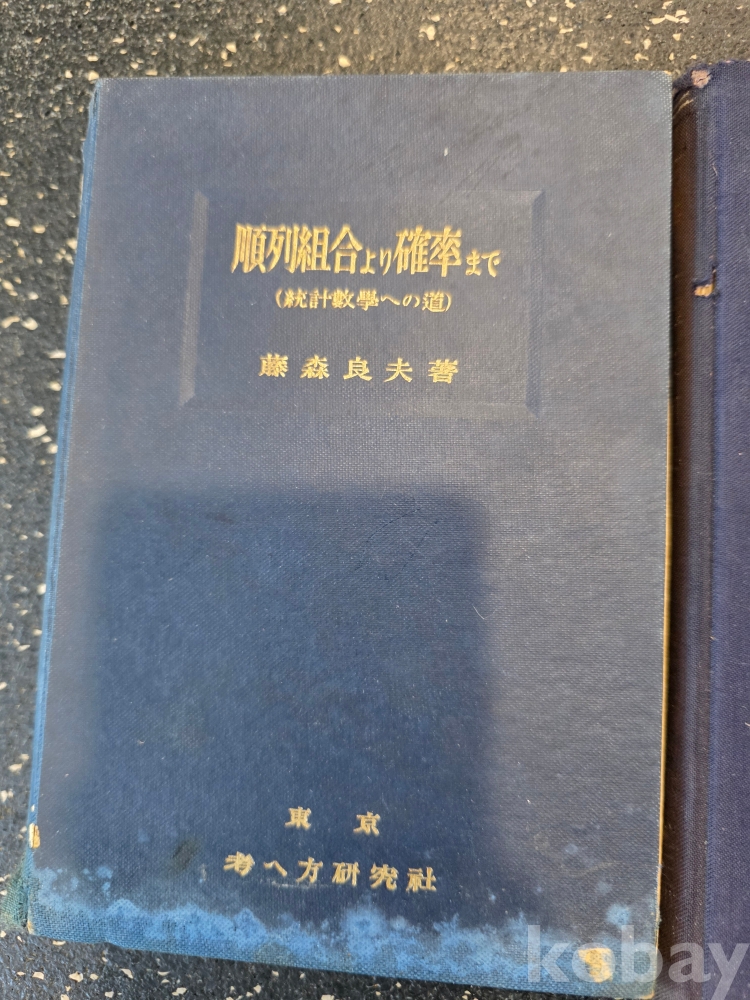 順列組合より確率まで
(統計數學への道)
藤森良夫著
東京
考へ方研究社
kobay